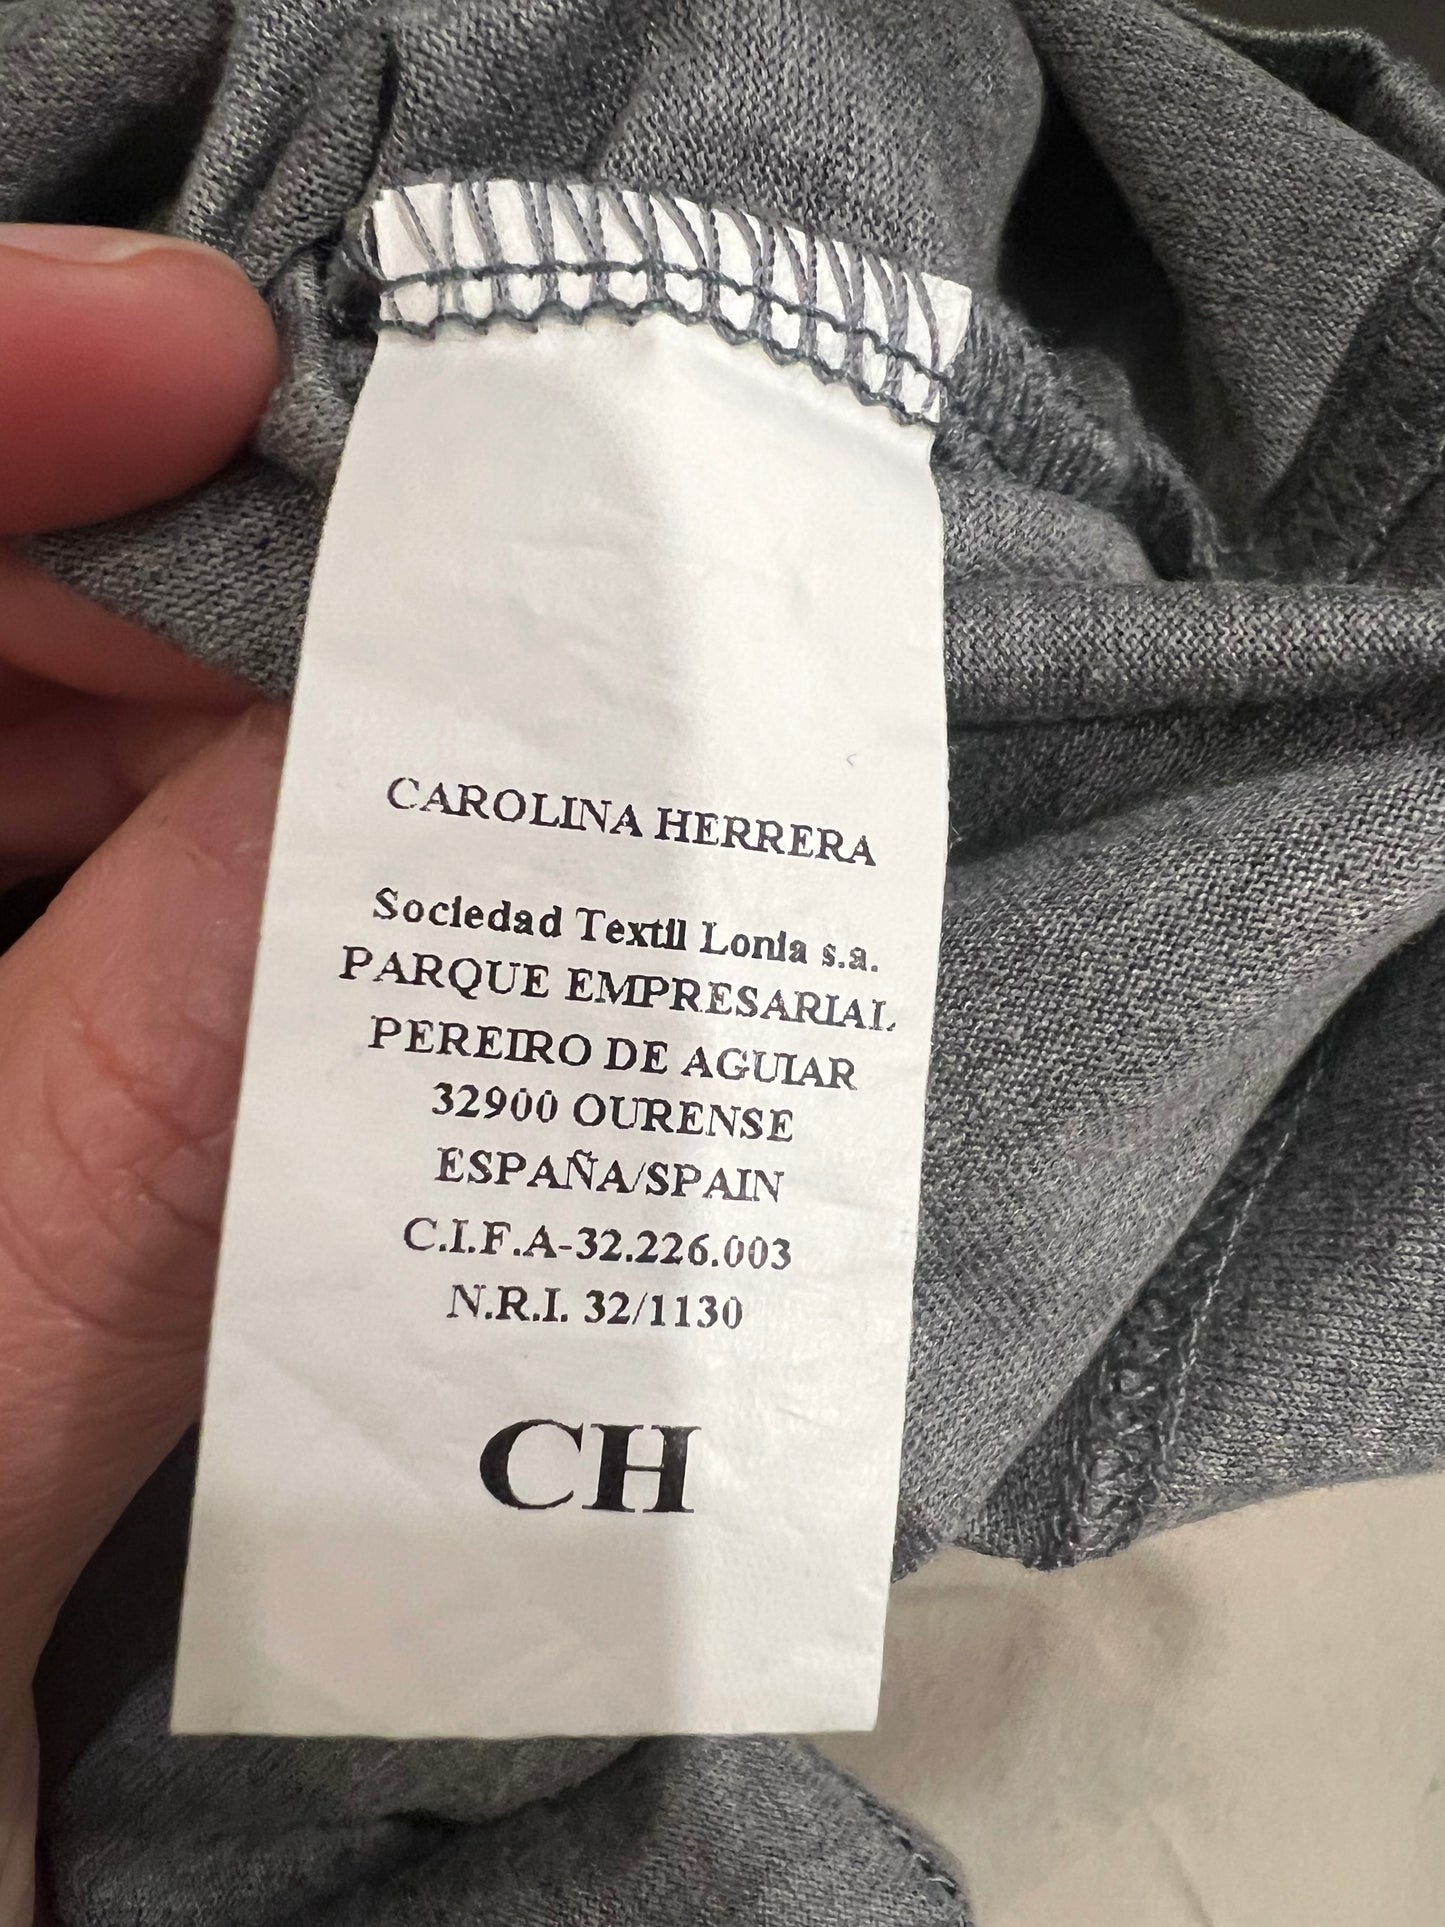 CAROLINA HERRERA
Sociedad Textil Lonia s.a.
PARQUE EMPRESARIAL
PEREIRO DE AGUIAR
32900 OURENSE
ESPAÑA/SPAIN
C.I.F.A-32.226.003
N.R.I. 32/1130
CH